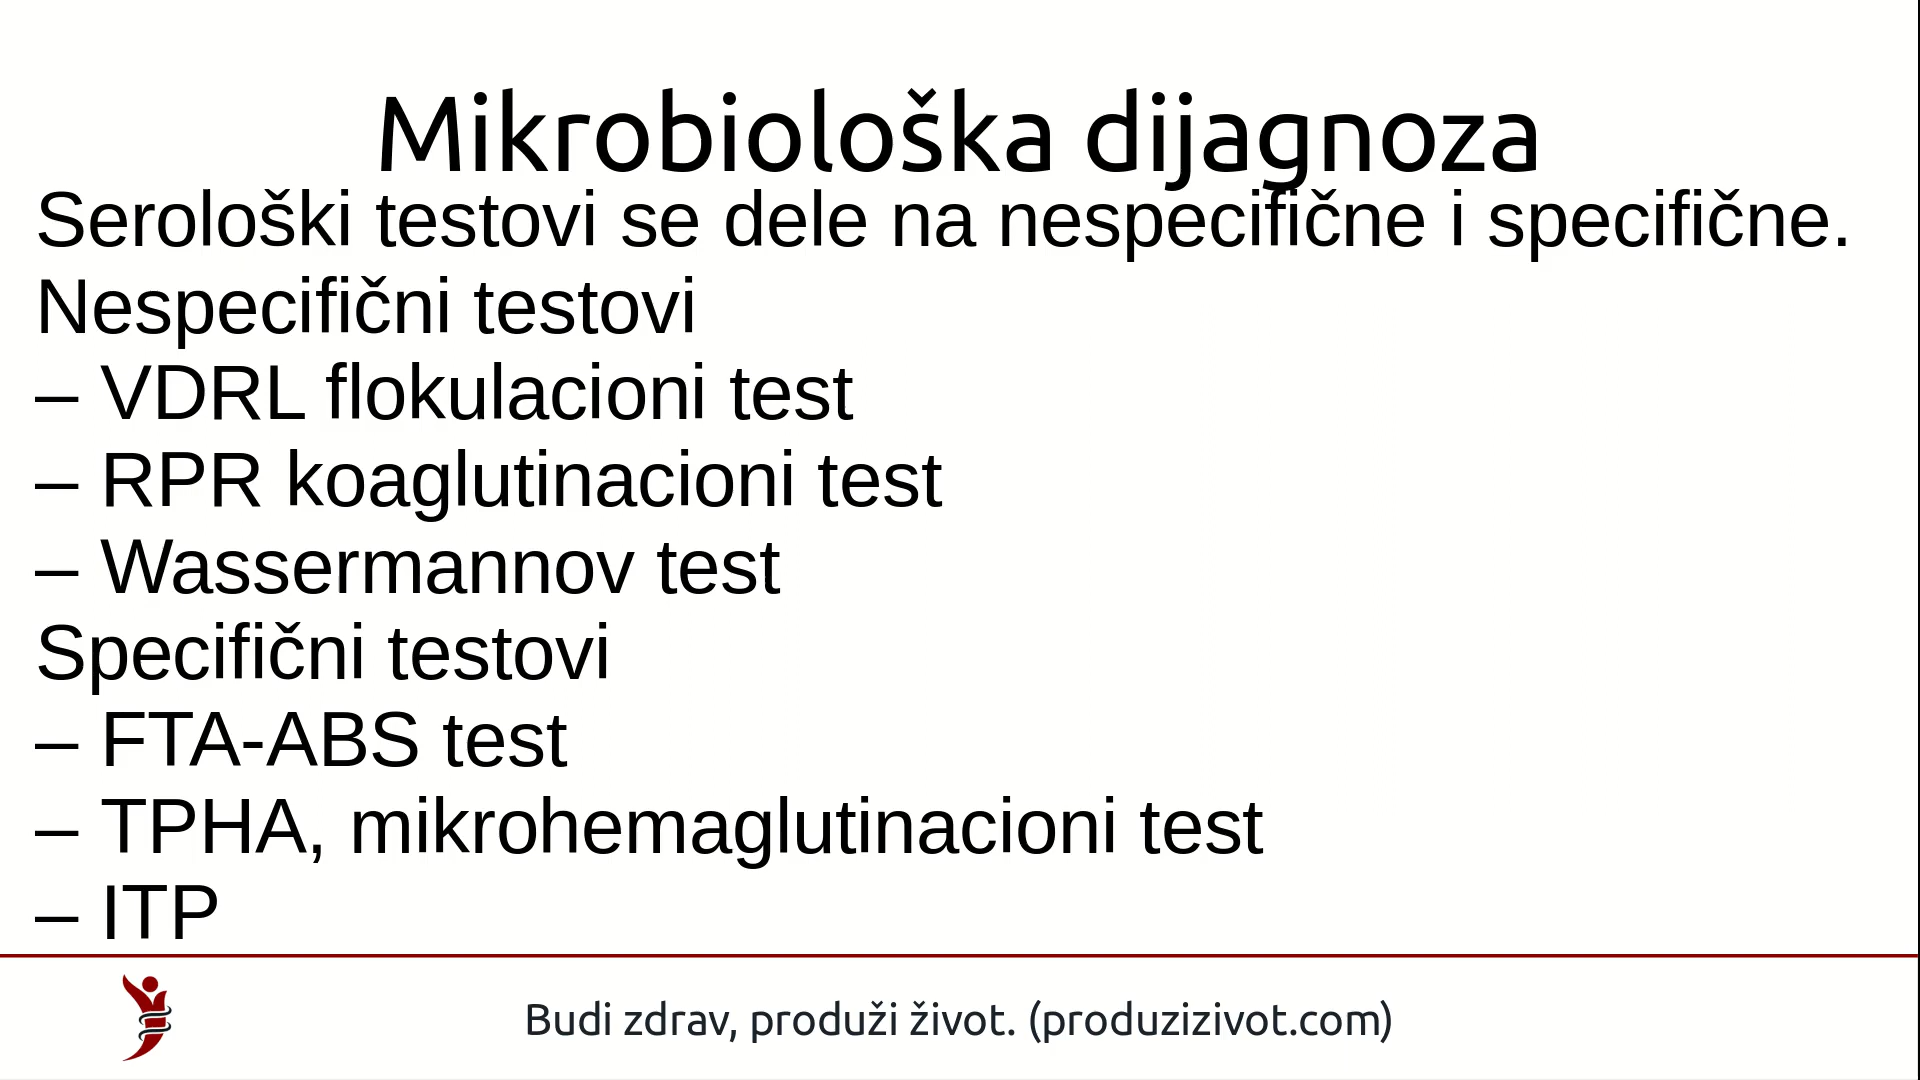 Mikrobiološka dijagnoza
Serološki testovi se dele na nespecifične i specifične.
Nespecifični testovi
– VDRL flokulacioni test
– RPR koaglutinacioni test
– Wassermannov test
Specifični testovi
– FTA-ABS test
– TPHA, mikrohemaglutinacioni test
– ITP
Budi zdrav, produži život. (produzizivot.com)